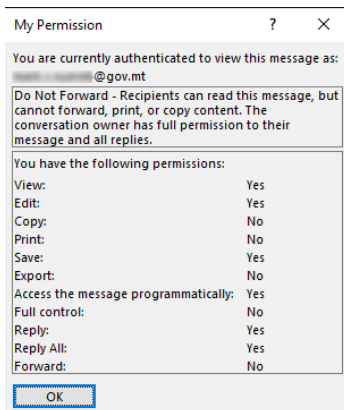 My Permission ? ×
You are currently authenticated to view this message as:
@gov.mt
Do Not Forward - Recipients can read this message, but
cannot forward, print, or copy content. The
conversation owner has full permission to their
message and all replies.
You have the following permissions:
View: Yes
Edit: Yes
Copy: No
Print: No
Save: Yes
Export: No
Access the message programmatically: Yes
Full control: No
Reply: Yes
Reply All: Yes
Forward: No
OK